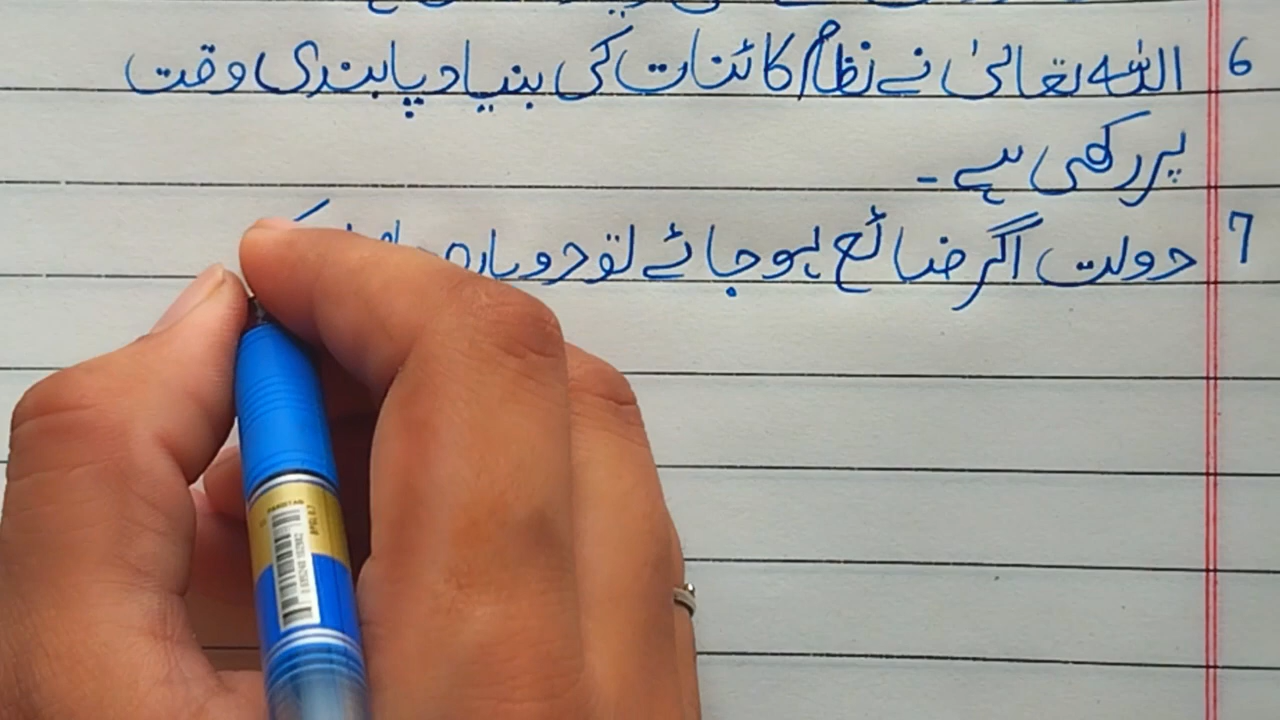 6 اللہ تعالیٰ نے نظام کائنات کی بنیاد پابندی وقت
پر رکھی ہے۔
7 دولت اگر ضائع ہو جائے تو دوبارہ